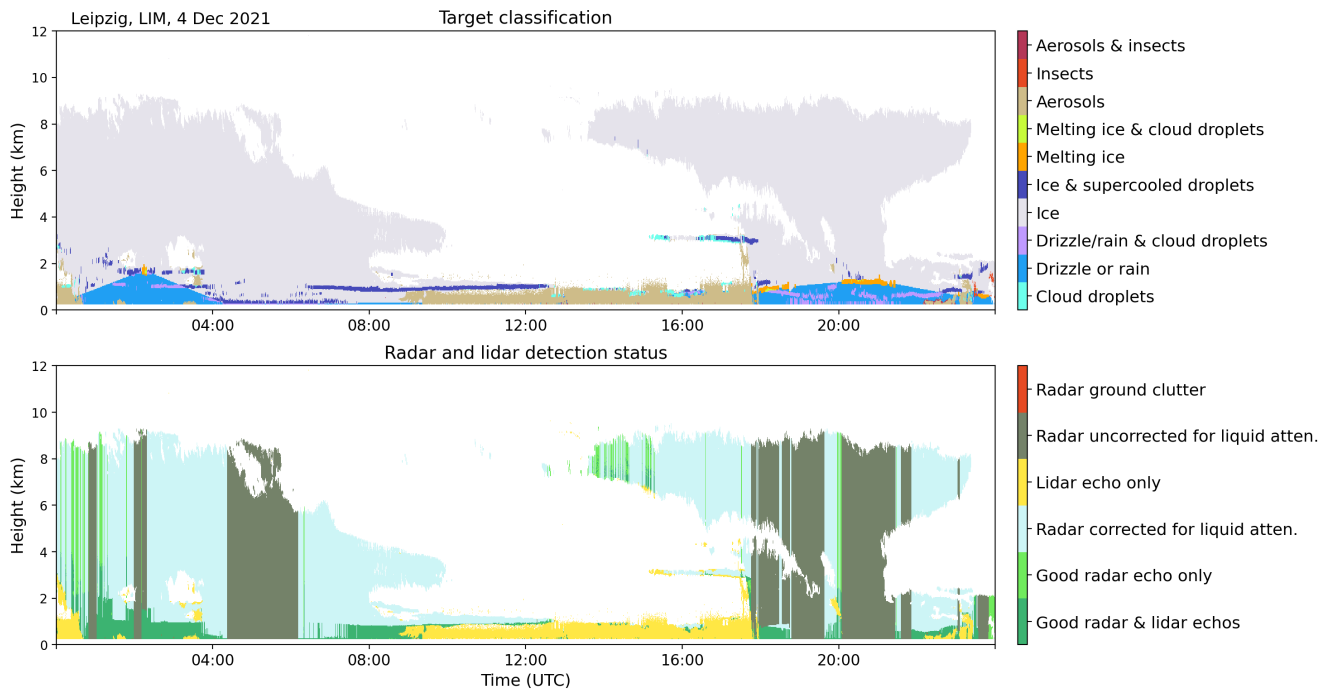 Leipzig, LIM, 4 Dec 2021
Target classification
12
10
8
6
4
2
0
Height (km)
04:00
08:00
12:00
16:00
20:00
Aerosols & insects
Insects
Aerosols
Melting ice & cloud droplets
Melting ice
Ice & supercooled droplets
Ice
Drizzle/rain & cloud droplets
Drizzle or rain
Cloud droplets
Radar and lidar detection status
12
10
8
6
4
2
0
Height (km)
04:00
08:00
12:00
16:00
20:00
Time (UTC)
Radar ground clutter
Radar uncorrected for liquid atten.
Lidar echo only
Radar corrected for liquid atten.
Good radar echo only
Good radar & lidar echos